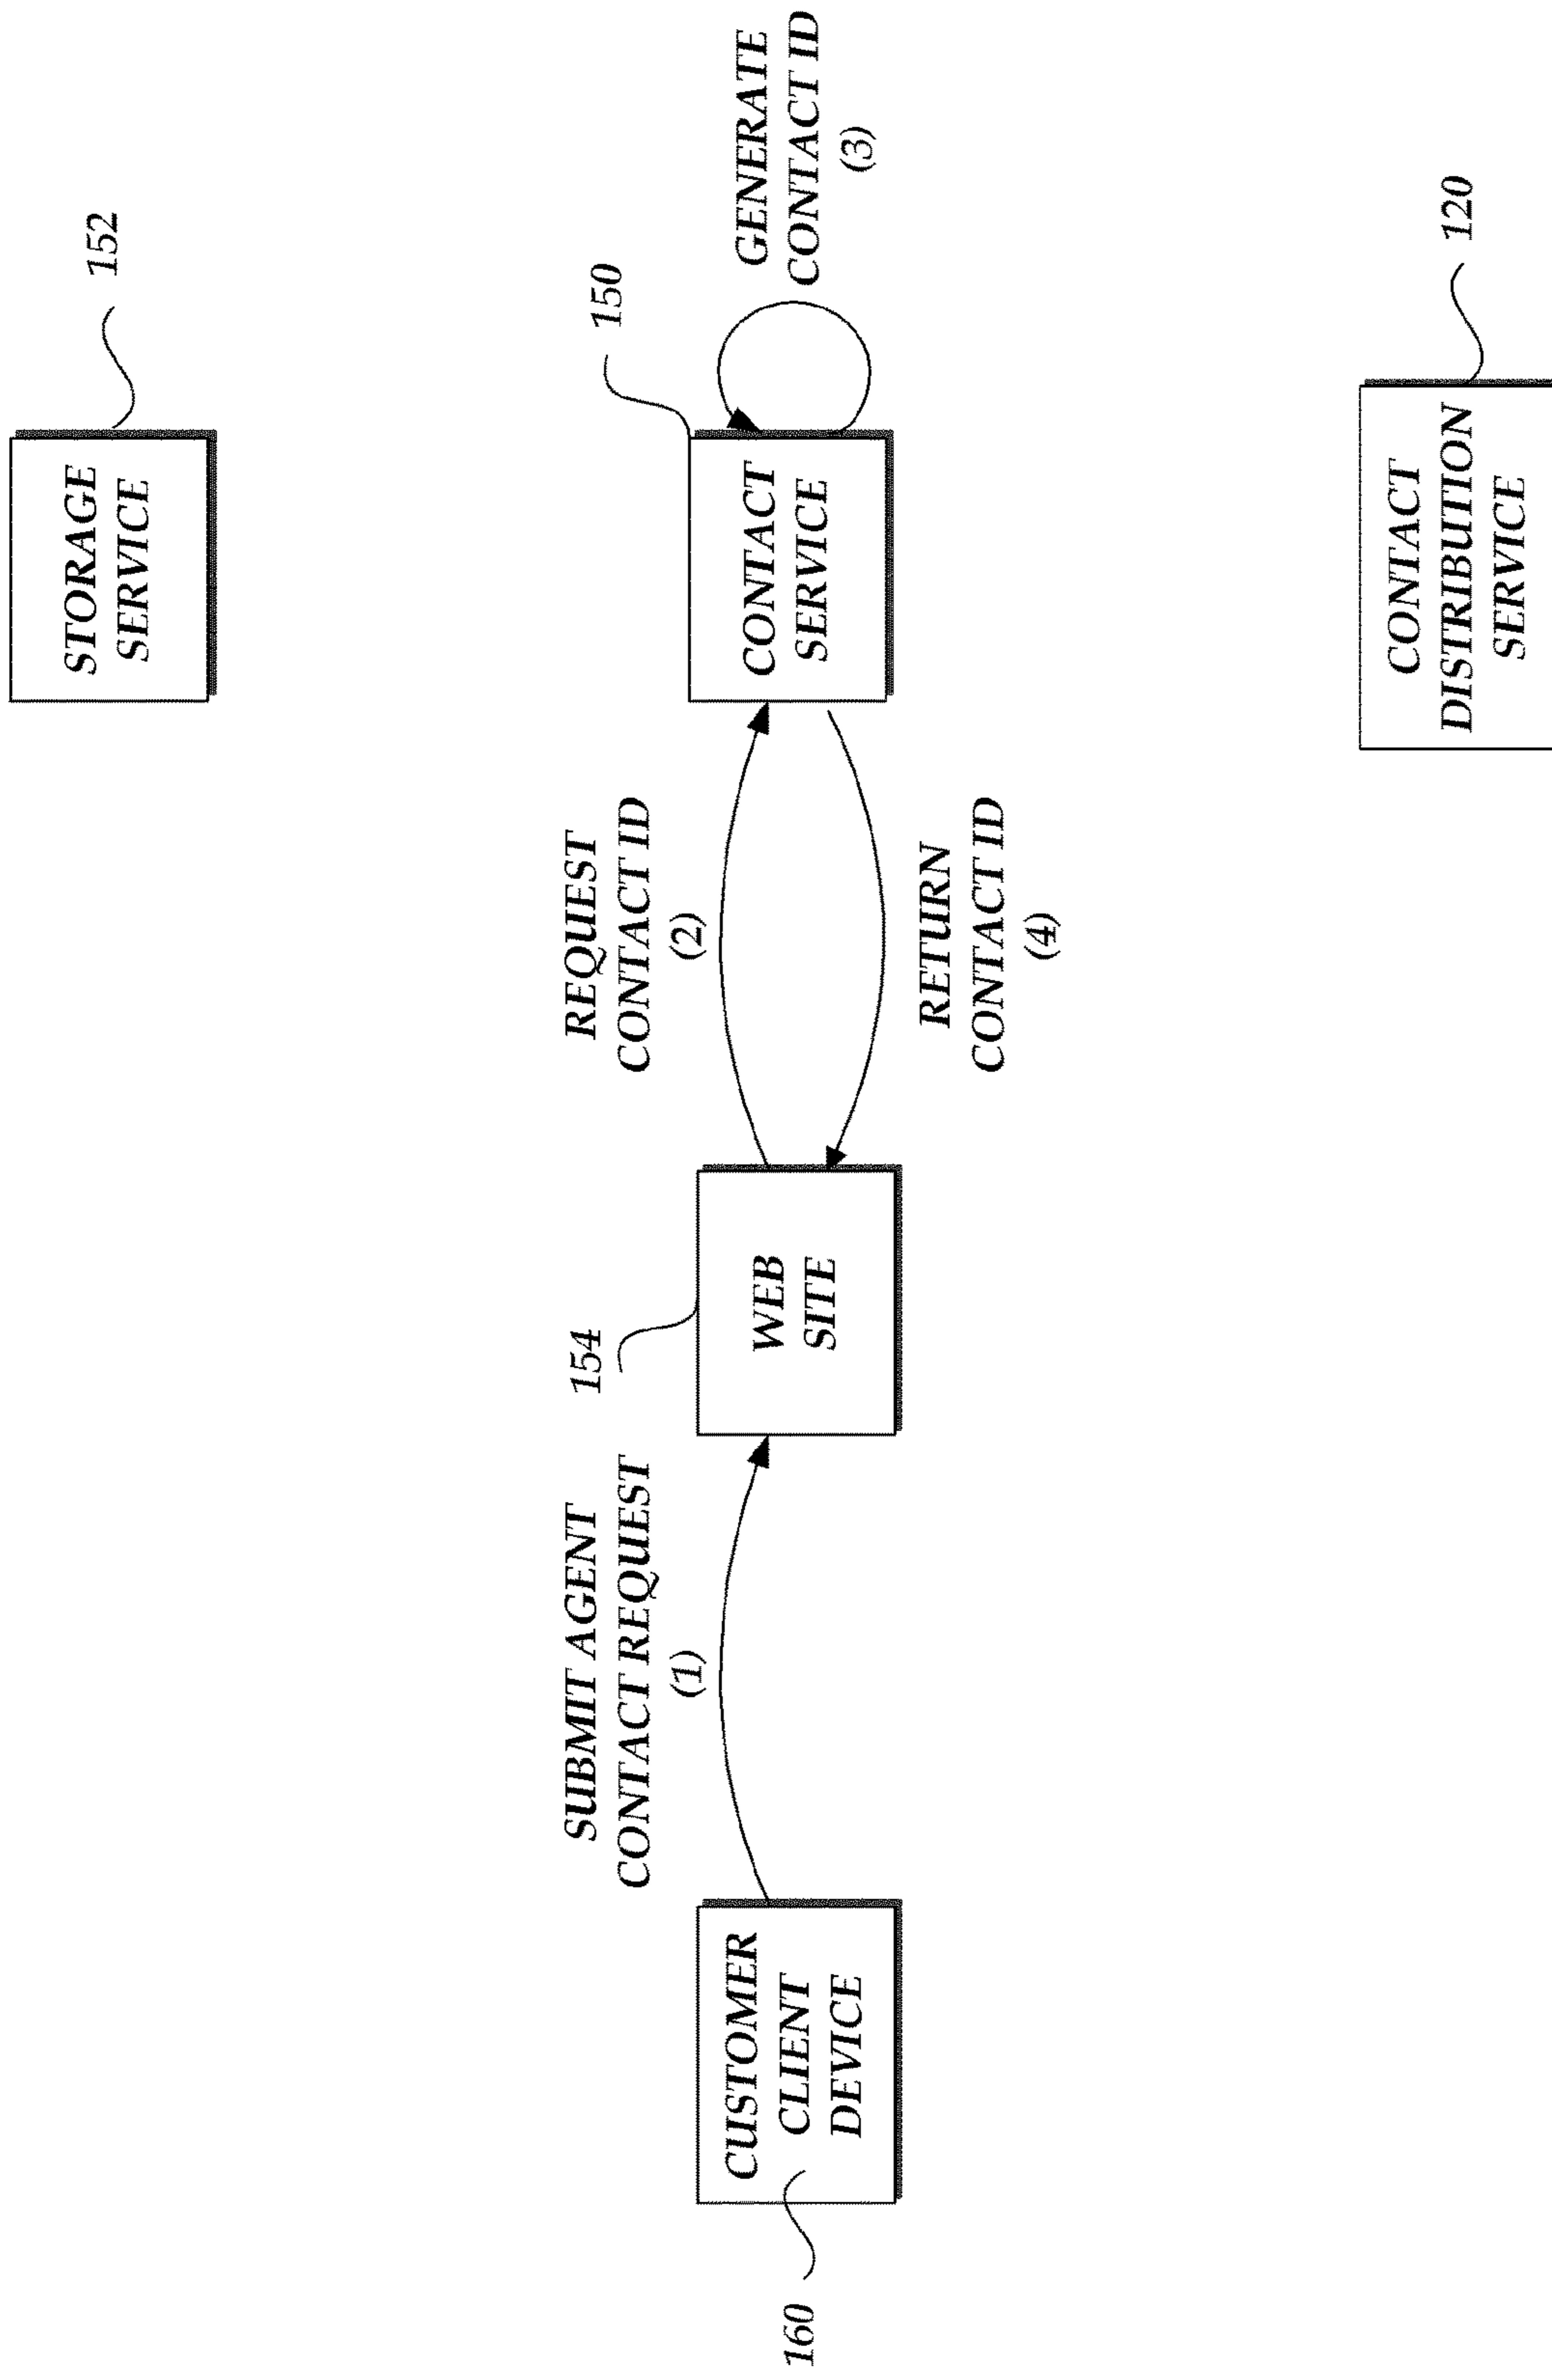 STORAGE
SERVICE
152
SUBMIT AGENT
CONTACT REQUEST
(1)
154
REQUEST
CONTACT ID
(2)
150
CUSTOMER
CLIENT
DEVICE
160
WEB
SITE
CONTACT
SERVICE
GENERATE
CONTACT ID
(3)
RETURN
CONTACT ID
(4)
CONTACT
DISTRIBUTION
SERVICE
120